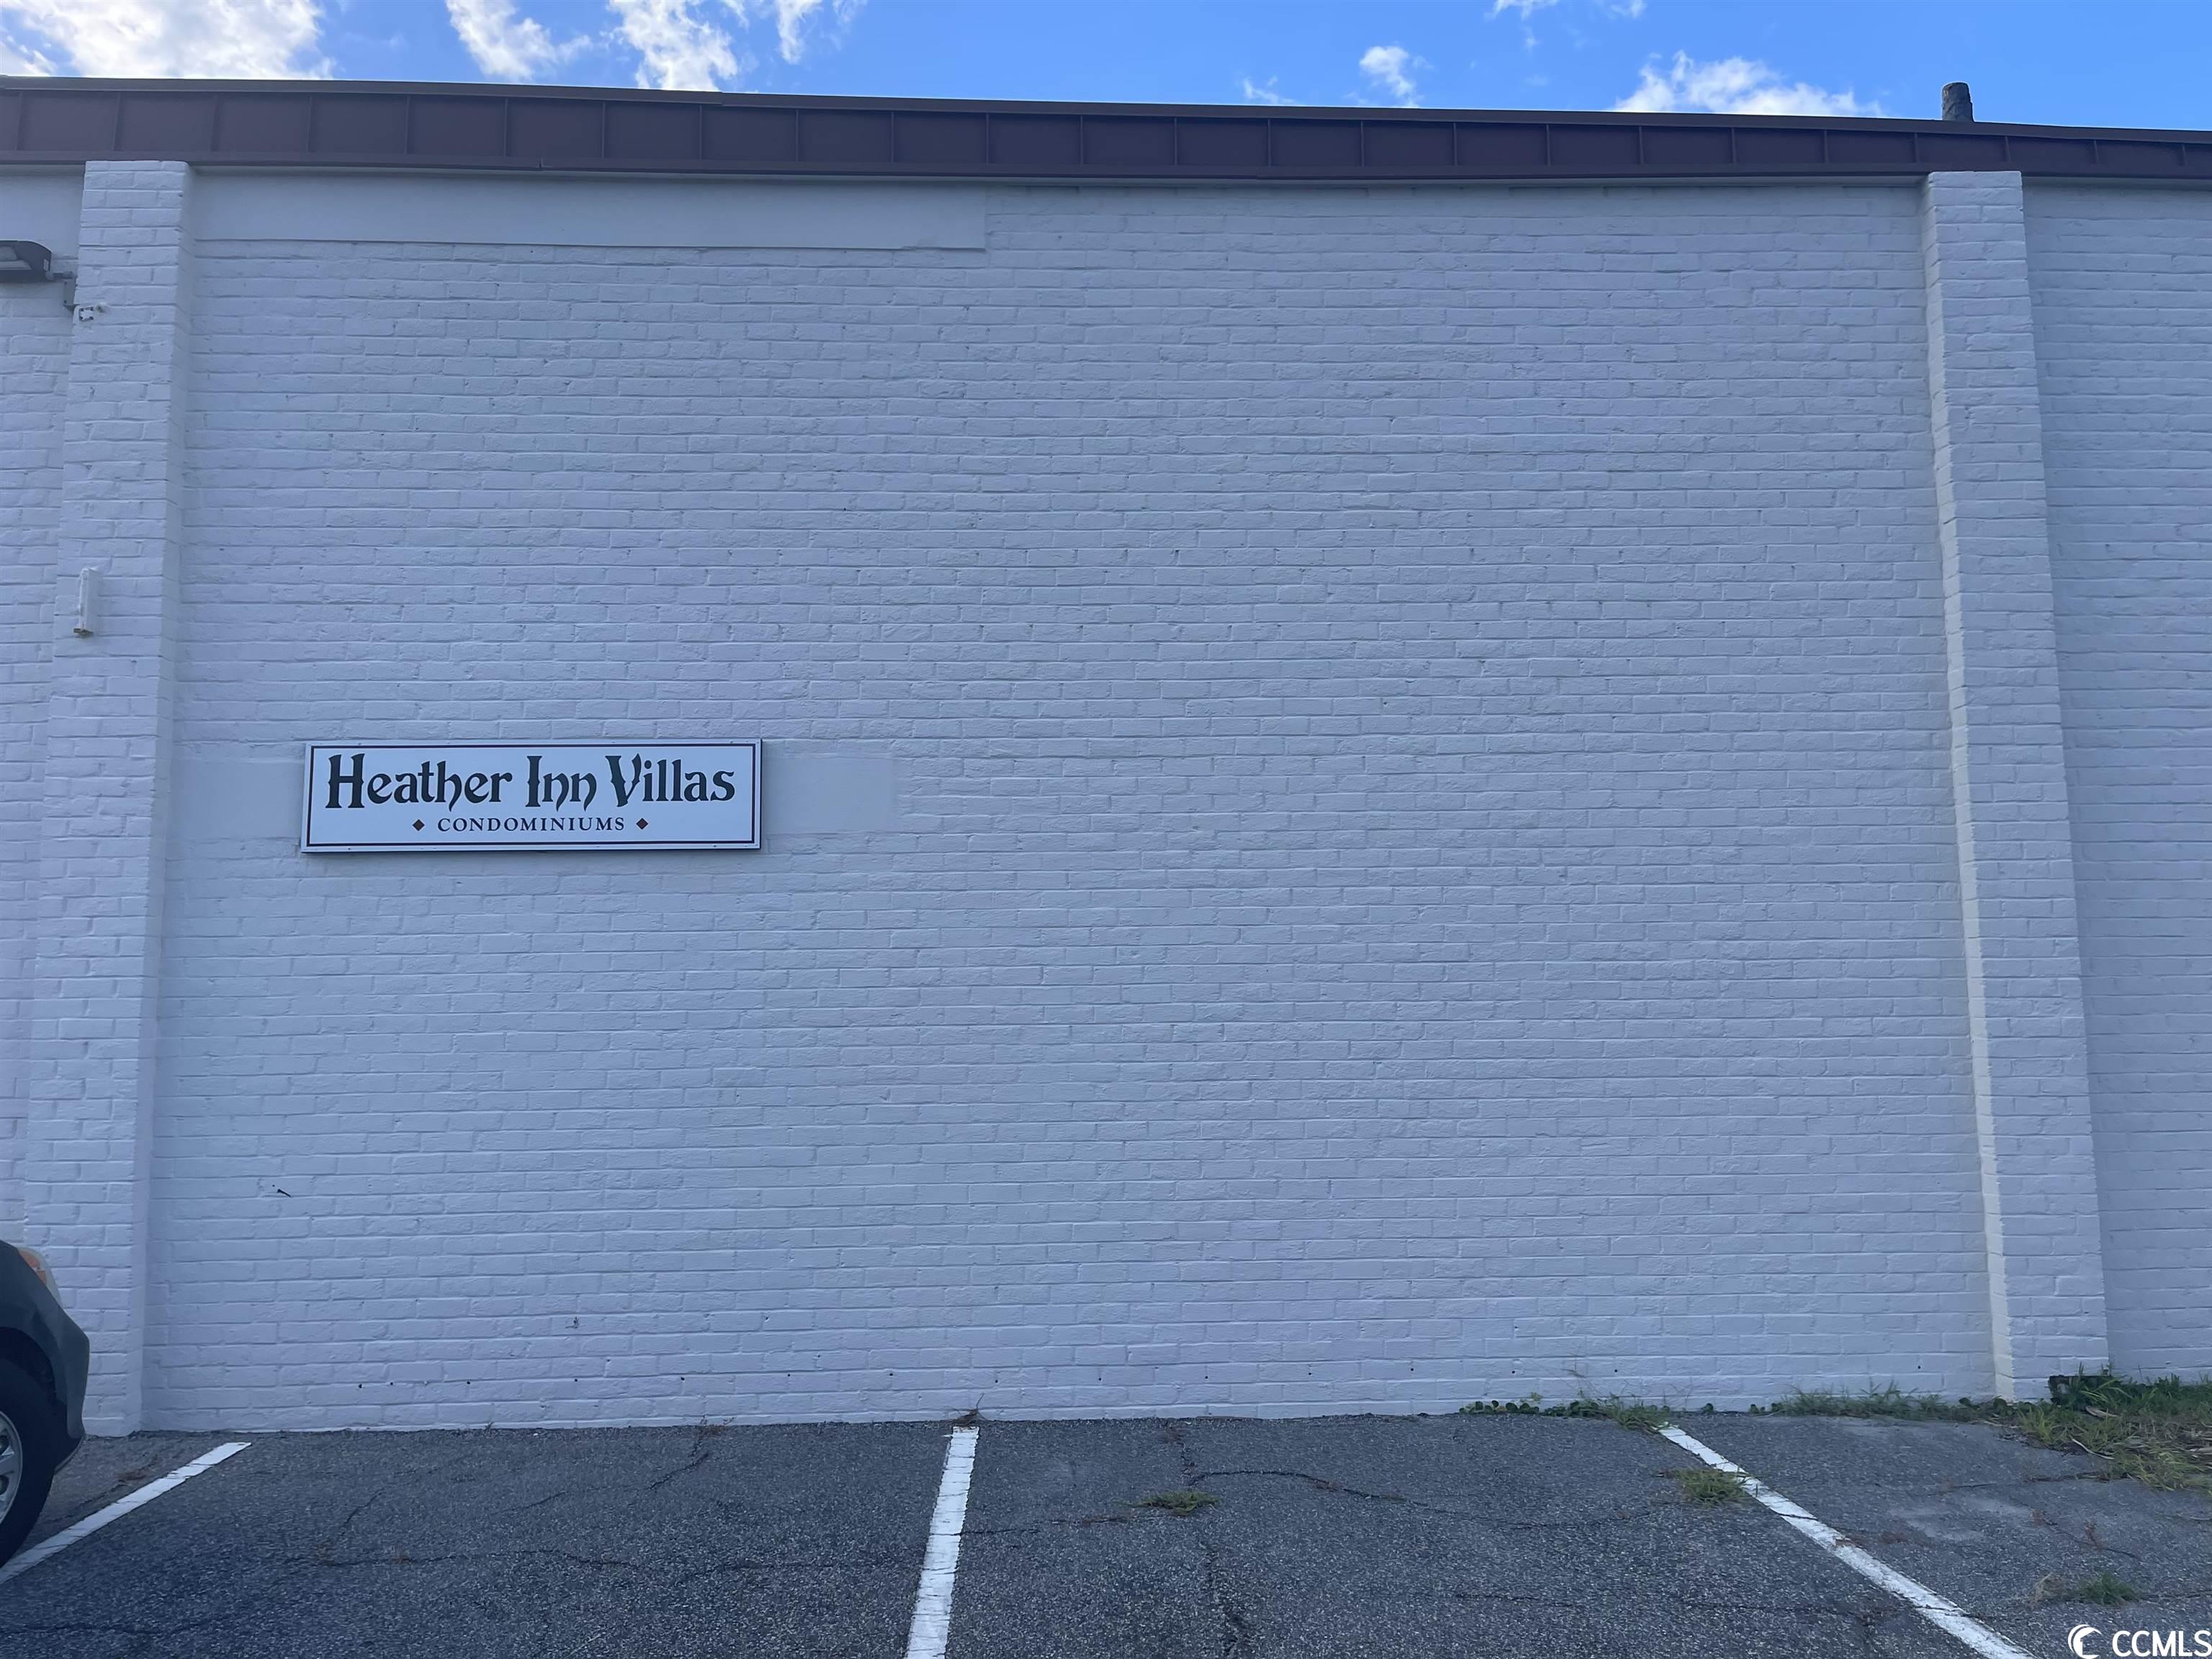 Heather Inn Villas
◆ CONDOMINIUMS ◆
CCMLS